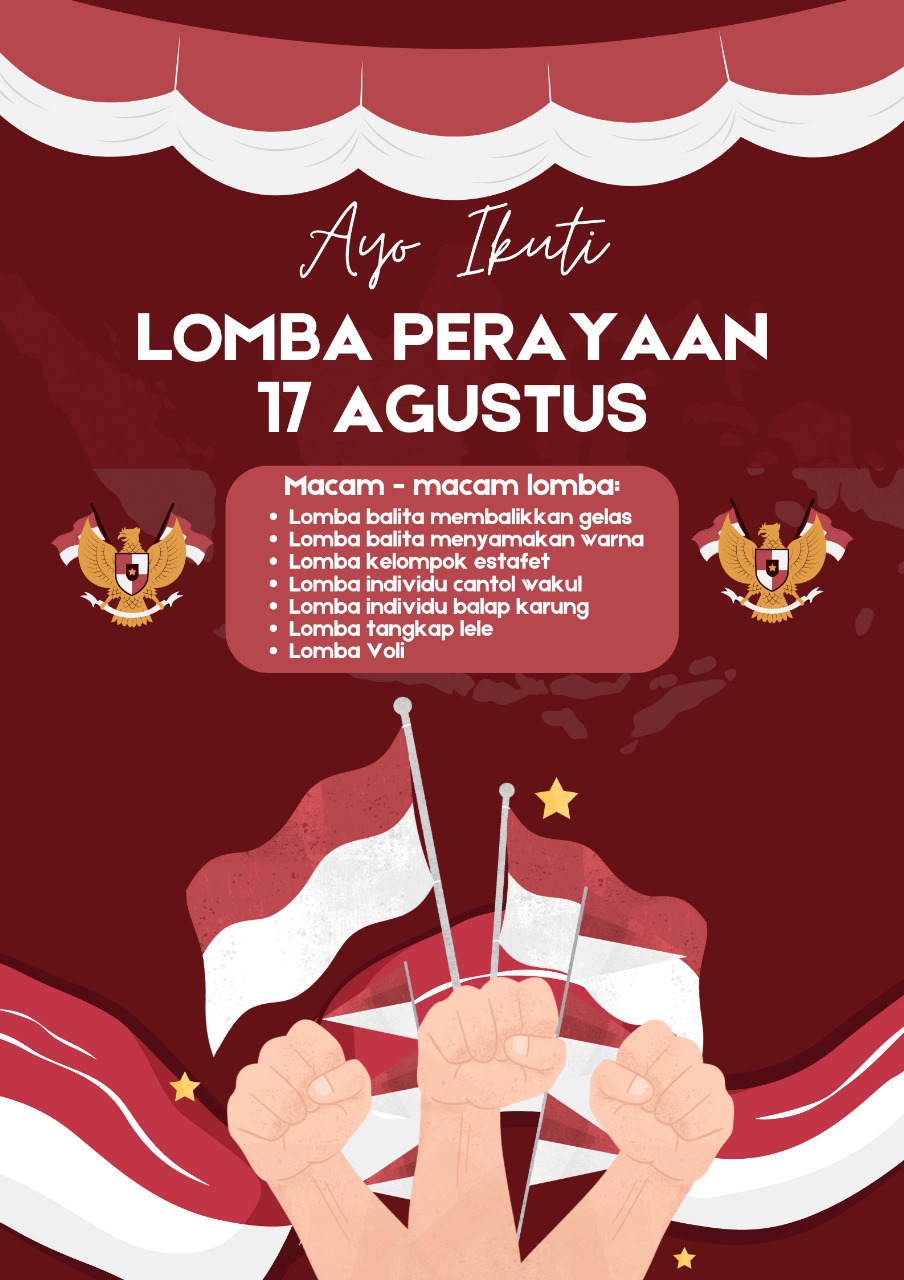 Ayo Ikuti
LOMBA PERAYAAN
17 AGUSTUS
Macam - macam lomba:
• Lomba balita membalikkan gelas
• Lomba balita menyamakan warna
• Lomba kelompok estafet
• Lomba individu cantol wakul
• Lomba individu balap karung
• Lomba tangkap lele
• Lomba Voli